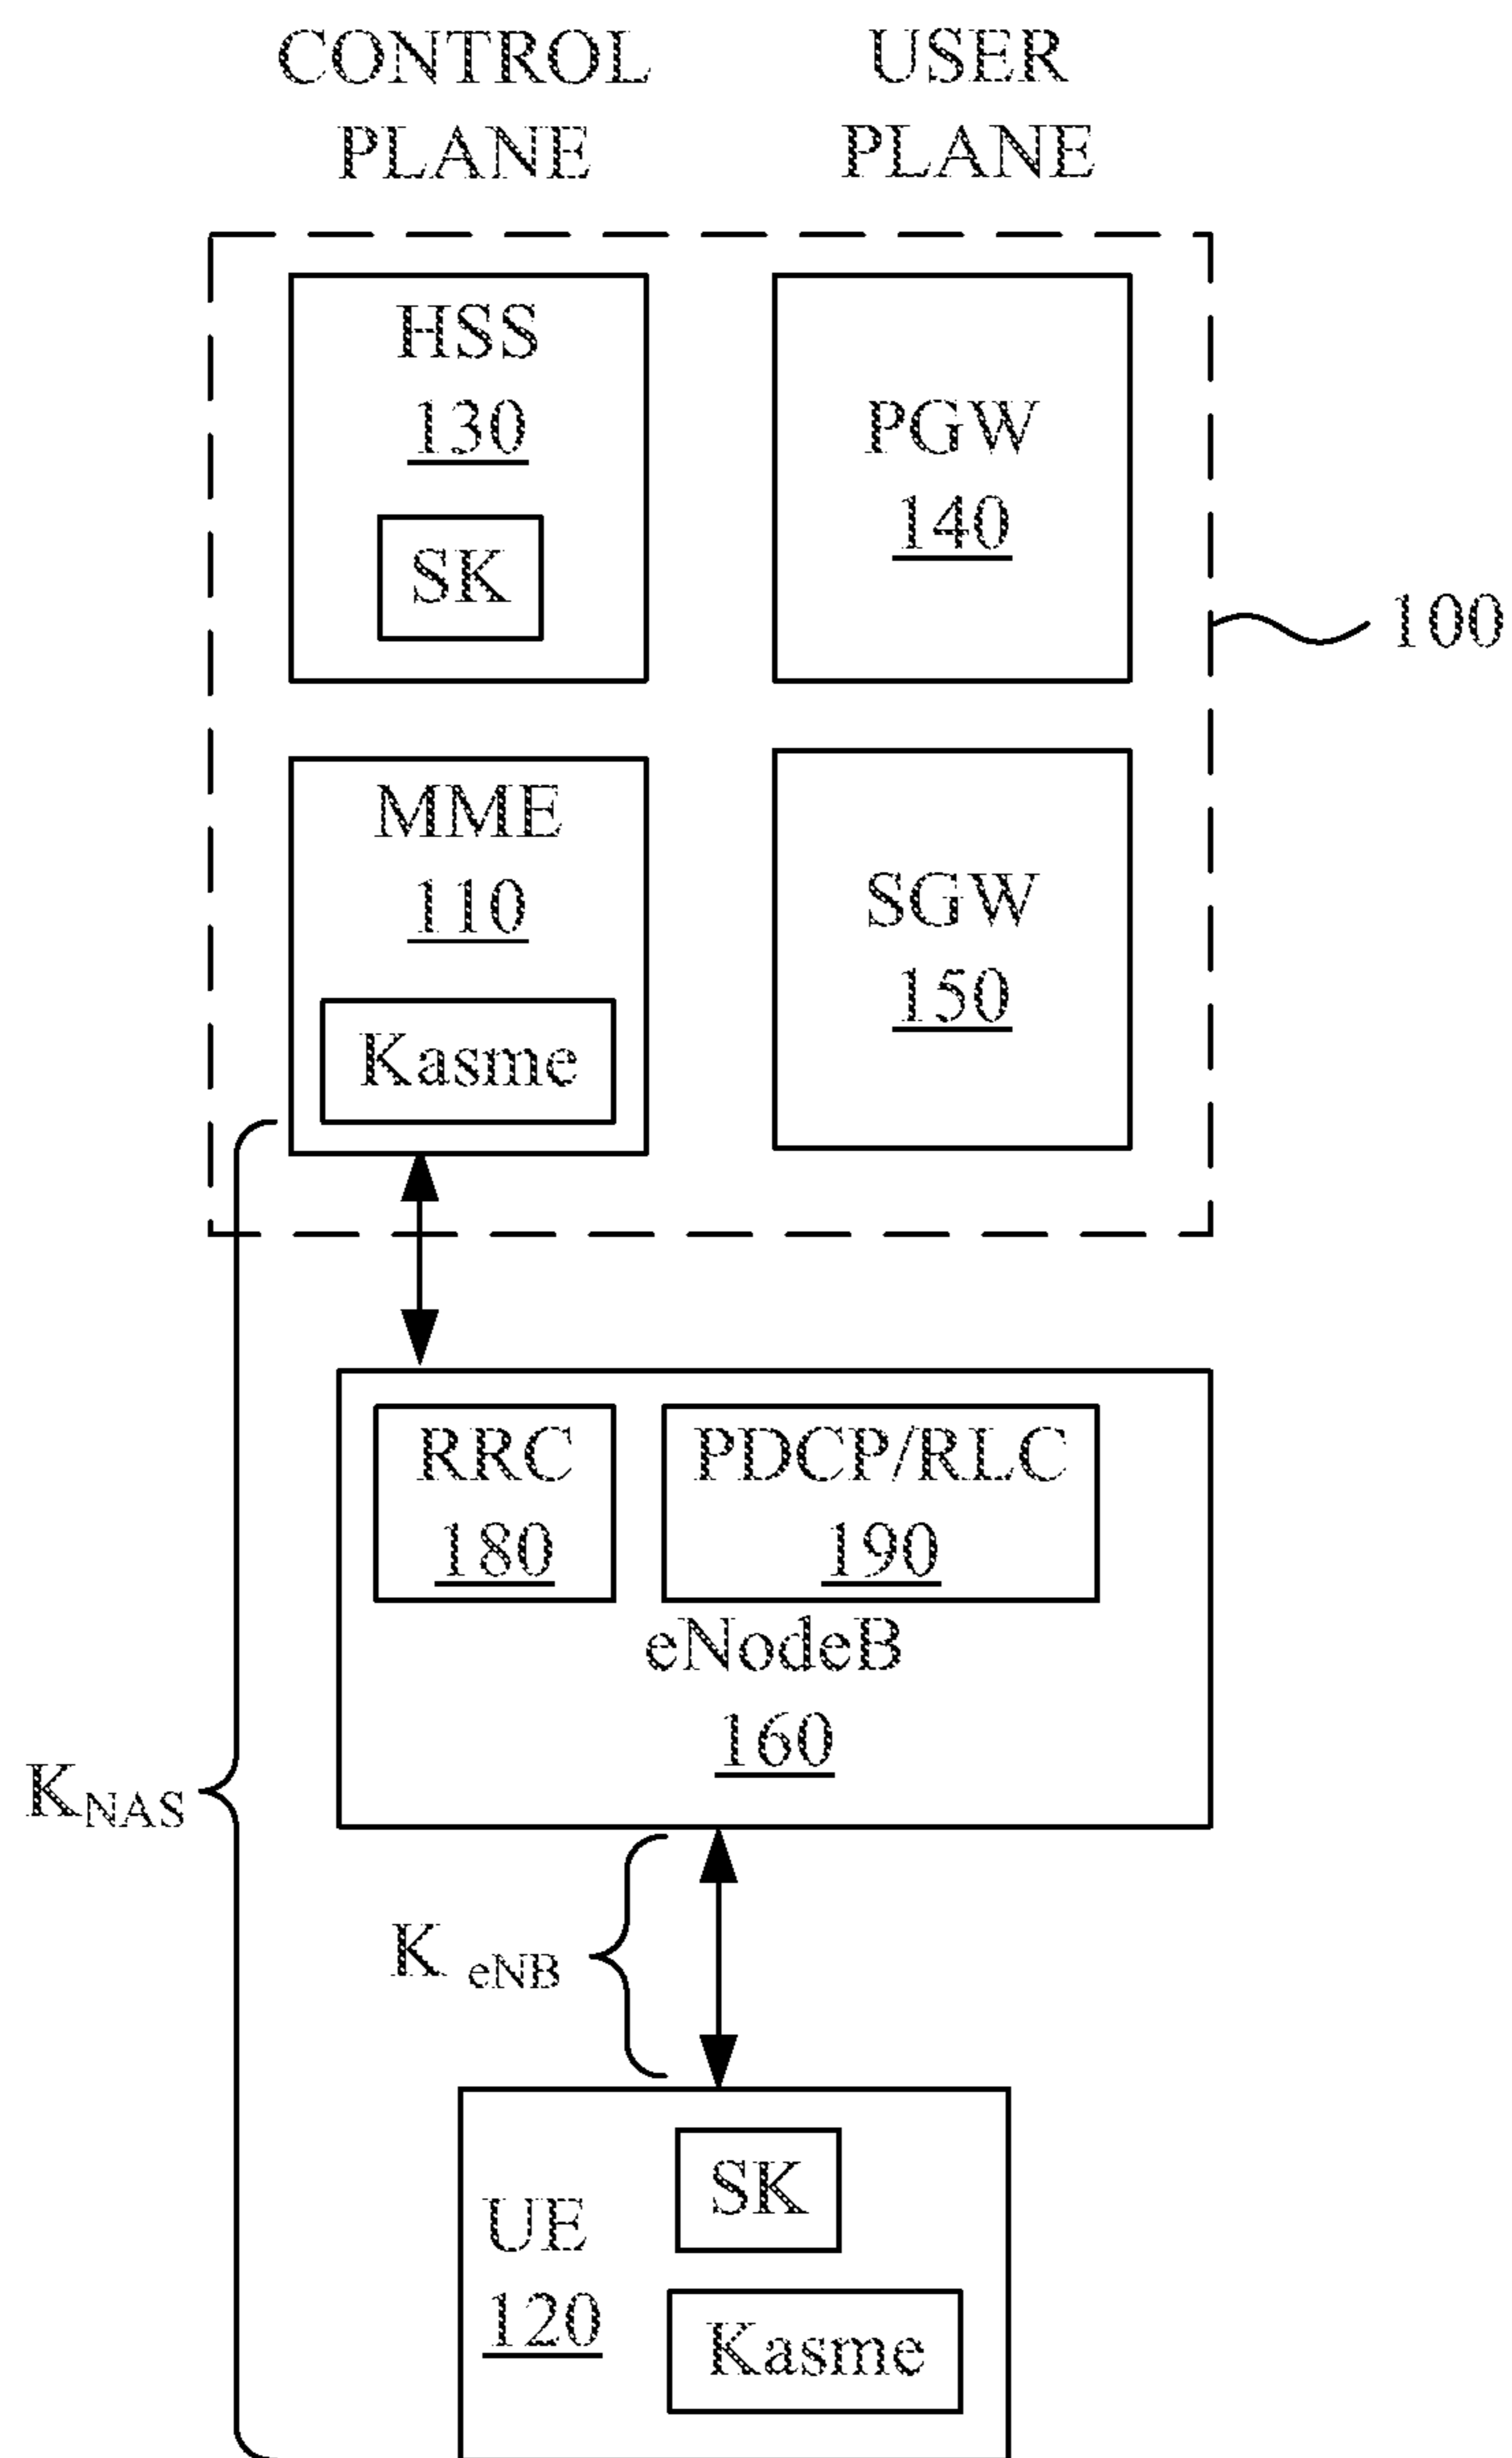 CONTROL
PLANE
USER
PLANE
HSS
130
SK
PGW
140
100
MME
110
Kasme
SGW
150
RRC
180
PDCP/RLC
190
eNodeB
160
KNAS
K eNB
SK
UE
120
Kasme